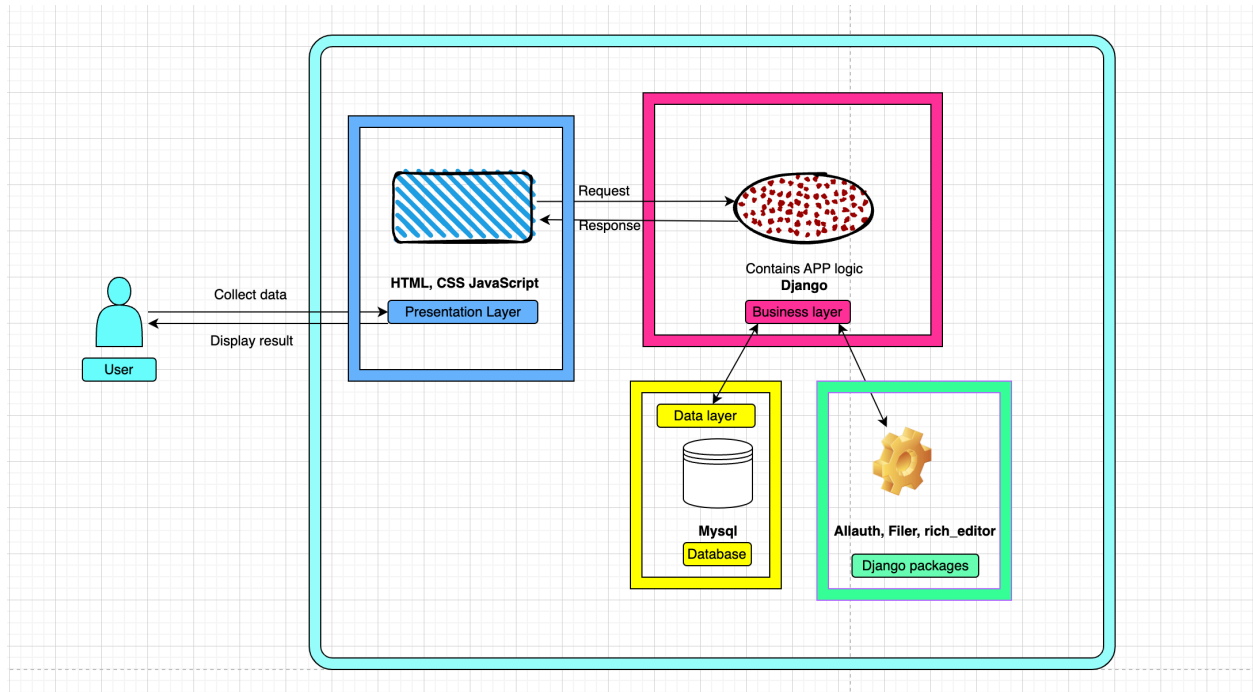 Request
Response
HTML, CSS JavaScript
Presentation Layer
Contains APP logic
Django
Business layer
Collect data
Display result
User
Data layer
Mysql
Database
Allauth, Filer, rich_editor
Django packages